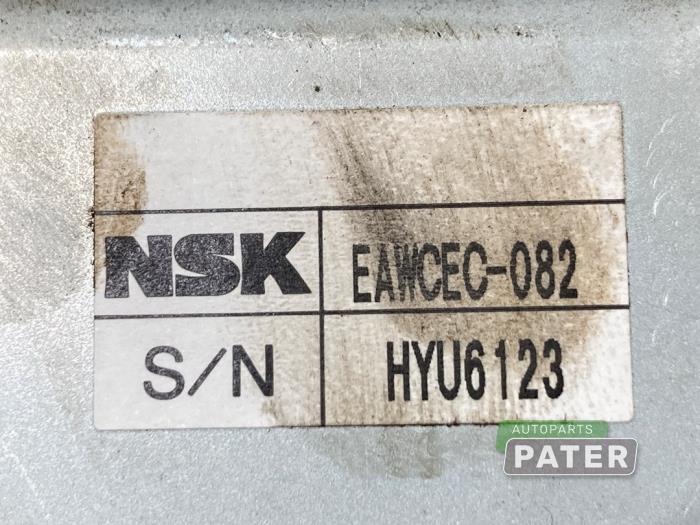 NSK EAWCEC-082
S/N HYU6123
AUTOPARTS
PATER